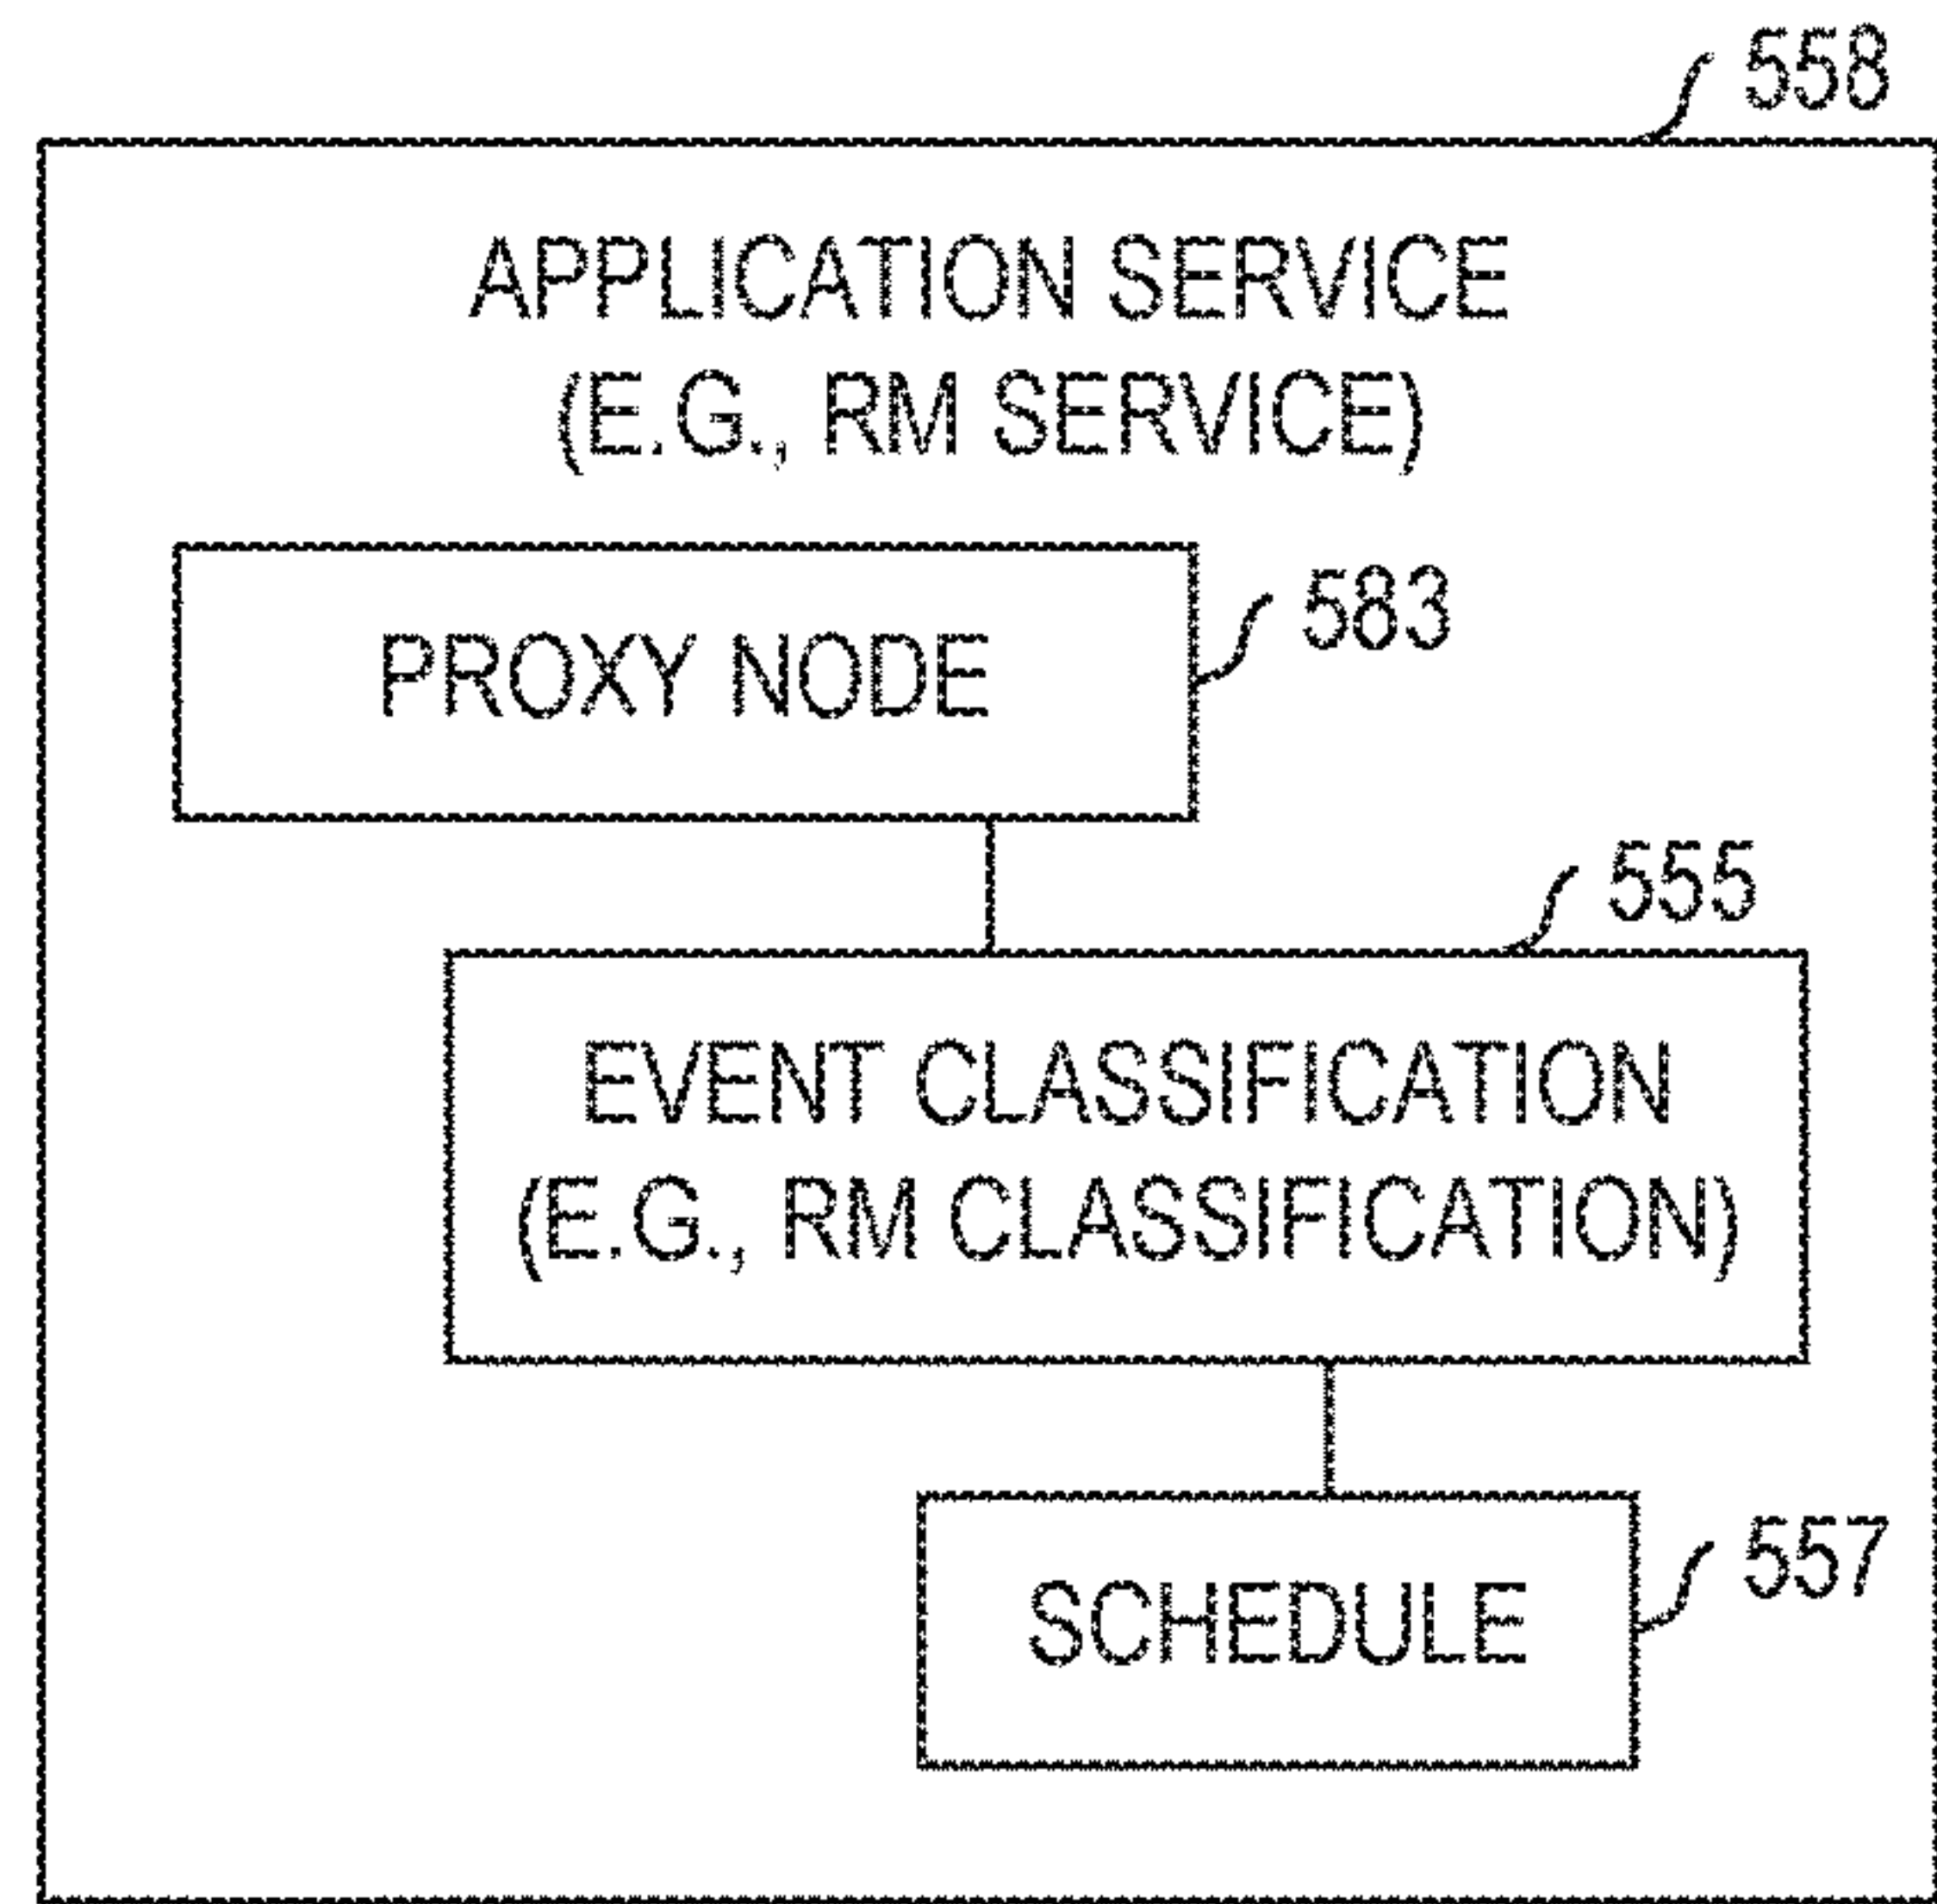 558
APPLICATION SERVICE
(E.G., RM SERVICE)
PROXY NODE
583
555
EVENT CLASSIFICATION
(E.G., RM CLASSIFICATION)
SCHEDULE
557